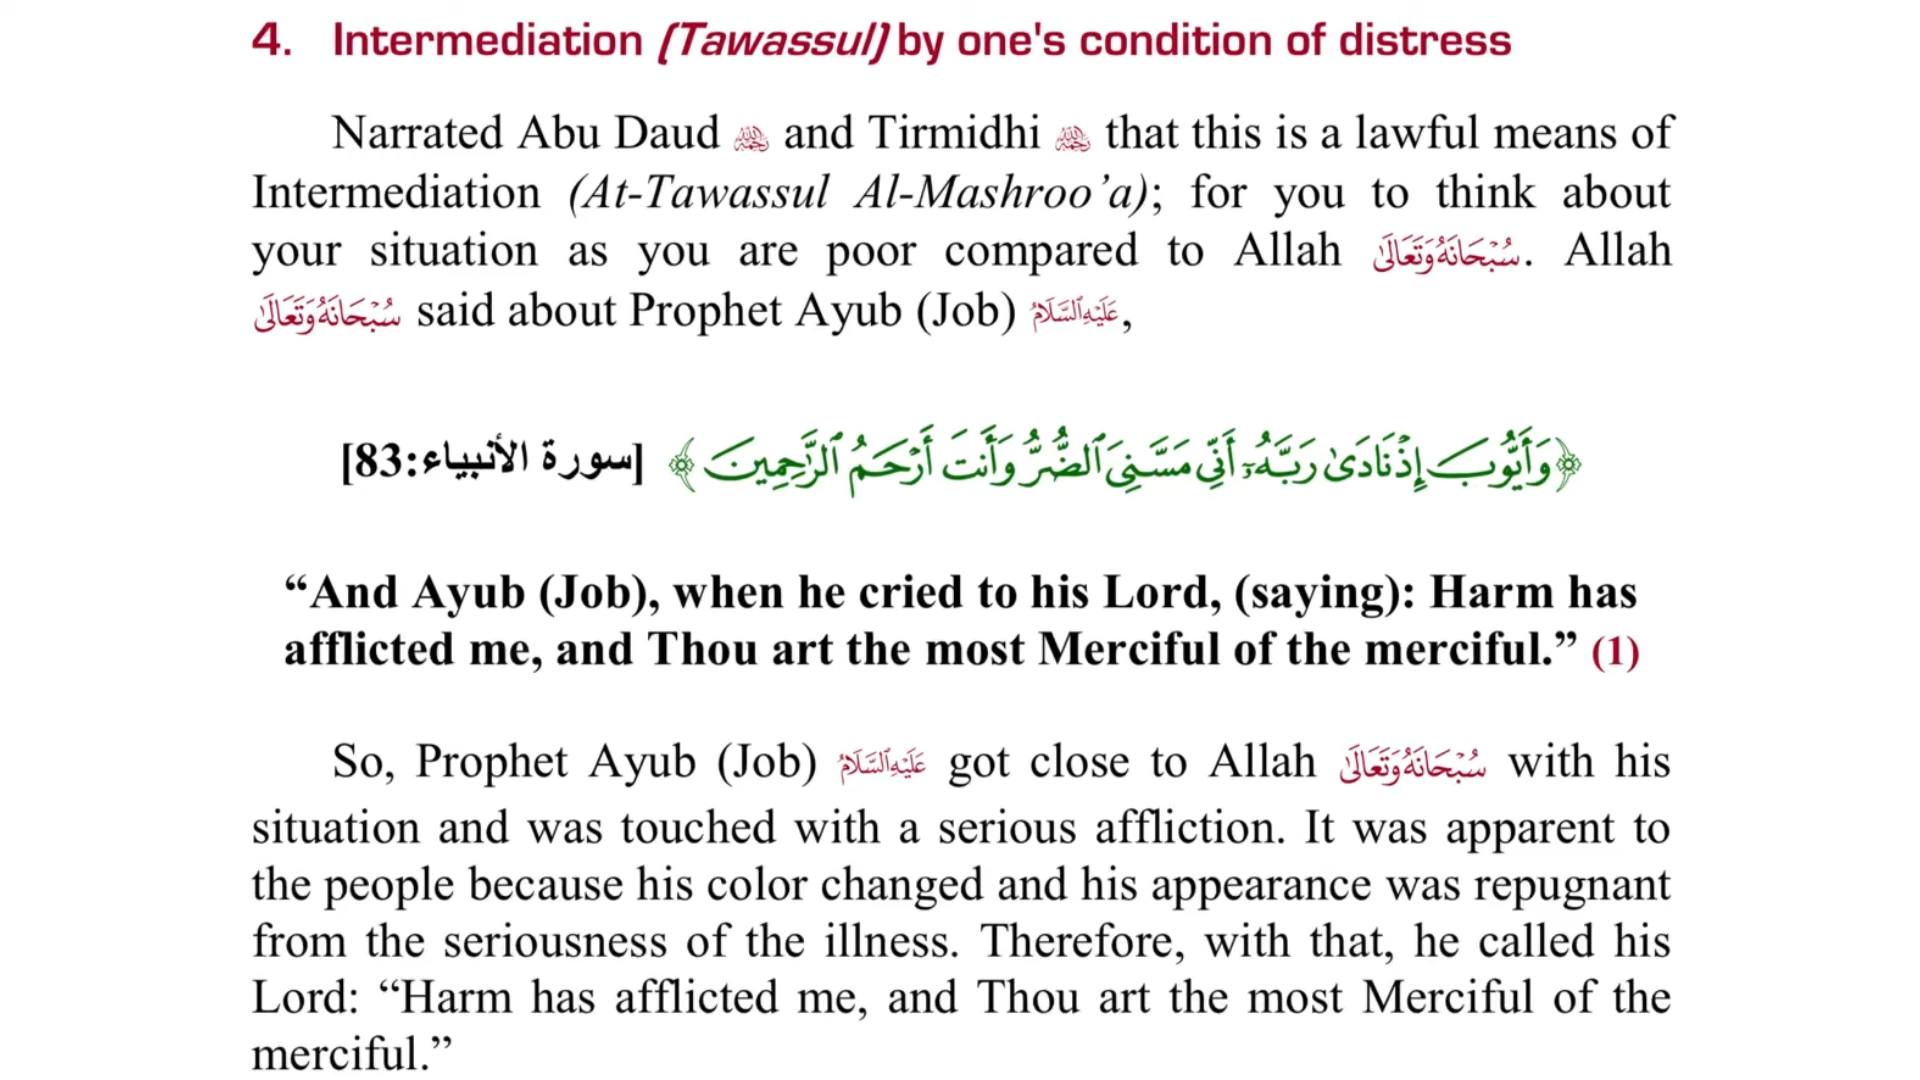 4. Intermediation (Tawassul) by one's condition of distress
Narrated Abu Daud رحمه الله and Tirmidhi رحمه الله that this is a lawful means of
Intermediation (At-Tawassul Al-Mashroo’a); for you to think about
your situation as you are poor compared to Allah سُبْحَانَهُ وَتَعَالَىٰ. Allah
سُبْحَانَهُ وَتَعَالَىٰ said about Prophet Ayub (Job) عَلَيْهِ ٱلسَّلَامُ,
﴿وَأَيُّوبَ إِذْ نَادَىٰ رَبَّهُۥٓ أَنِّي مَسَّنِيَ ٱلضُّرُّ وَأَنتَ أَرْحَمُ ٱلرَّٰحِمِينَ﴾ [سورة الأنبياء:83]
“And Ayub (Job), when he cried to his Lord, (saying): Harm has
afflicted me, and Thou art the most Merciful of the merciful.” (1)
So, Prophet Ayub (Job) عَلَيْهِ ٱلسَّلَامُ got close to Allah سُبْحَانَهُ وَتَعَالَىٰ with his
situation and was touched with a serious affliction. It was apparent to
the people because his color changed and his appearance was repugnant
from the seriousness of the illness. Therefore, with that, he called his
Lord: “Harm has afflicted me, and Thou art the most Merciful of the
merciful.”